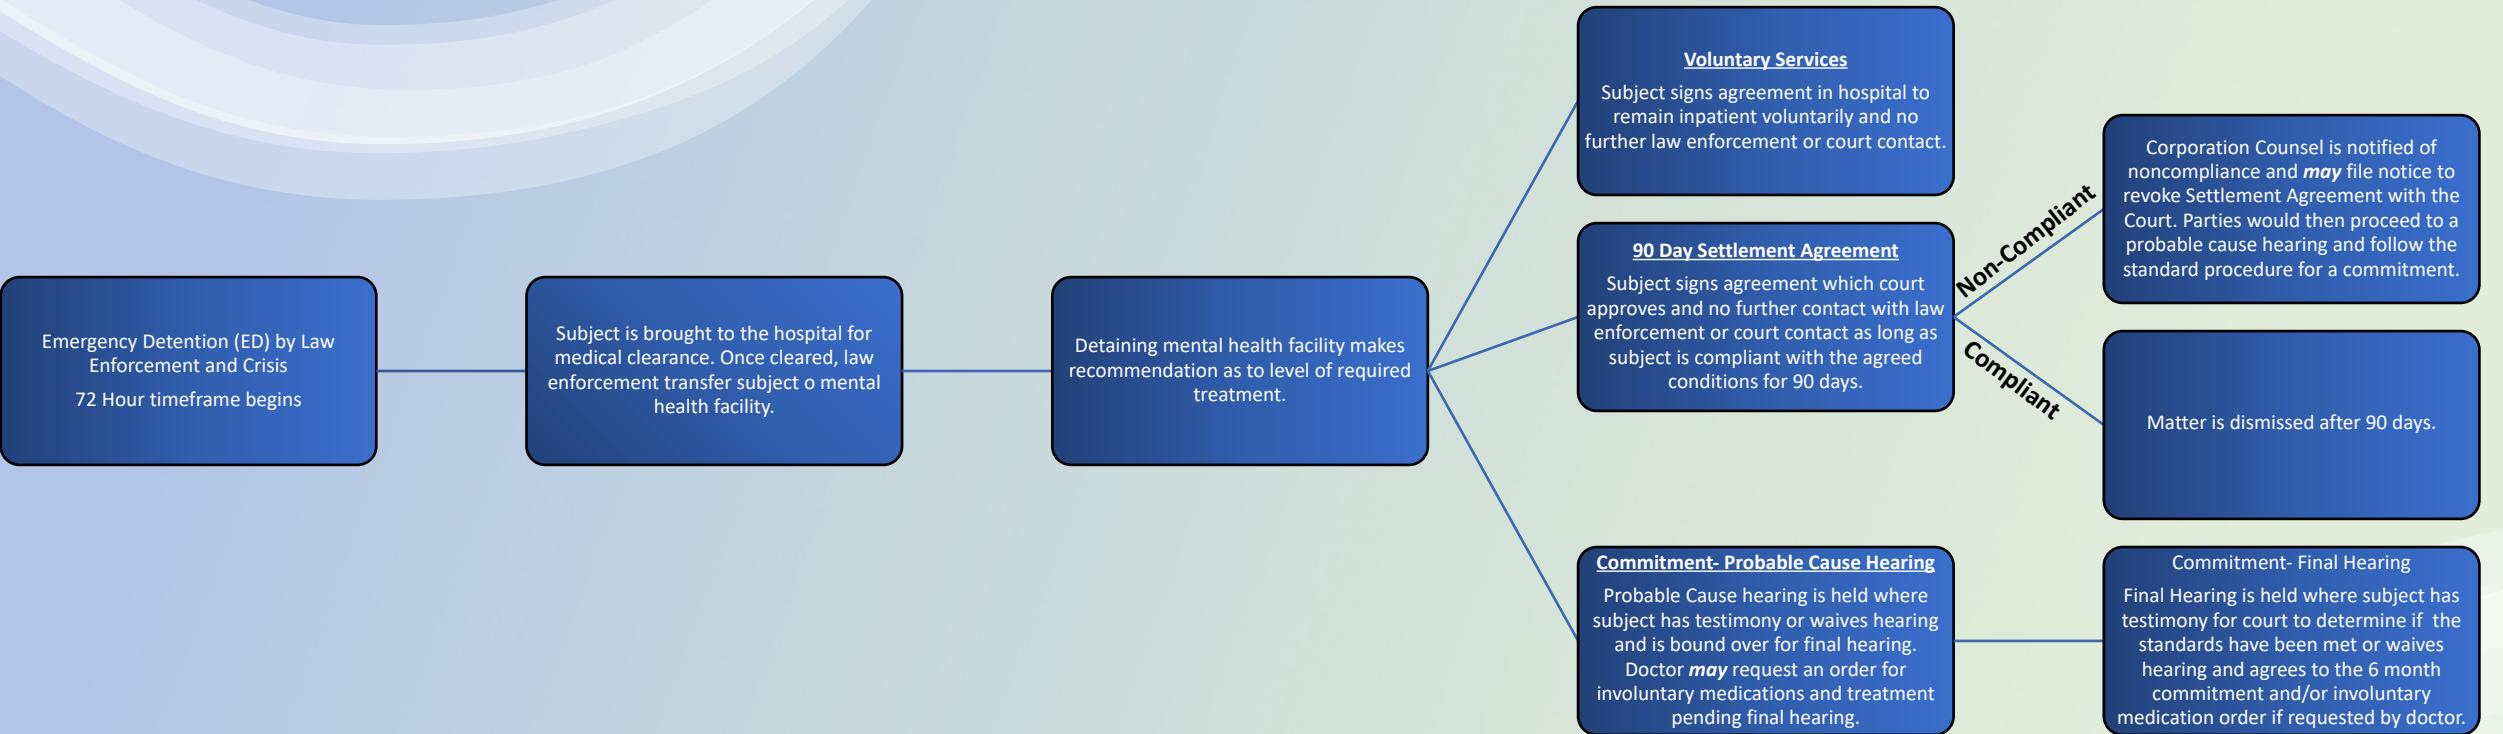 Emergency Detention (ED) by Law
Enforcement and Crisis
72 Hour timeframe begins
Subject is brought to the hospital for
medical clearance. Once cleared, law
enforcement transfer subject o mental
health facility.
Detaining mental health facility makes
recommendation as to level of required
treatment.
Voluntary Services
Subject signs agreement in hospital to
remain inpatient voluntarily and no
further law enforcement or court contact.
90 Day Settlement Agreement
Subject signs agreement which court
approves and no further contact with law
enforcement or court contact as long as
subject is compliant with the agreed
conditions for 90 days.
Non-Compliant
Corporation Counsel is notified of
noncompliance and may file notice to
revoke Settlement Agreement with the
Court. Parties would then proceed to a
probable cause hearing and follow the
standard procedure for a commitment.
Compliant
Matter is dismissed after 90 days.
Commitment- Probable Cause Hearing
Probable Cause hearing is held where
subject has testimony or waives hearing
and is bound over for final hearing.
Doctor may request an order for
involuntary medications and treatment
pending final hearing.
Commitment- Final Hearing
Final Hearing is held where subject has
testimony for court to determine if  the
standards have been met or waives
hearing and agrees to the 6 month
commitment and/or involuntary
medication order if requested by doctor.